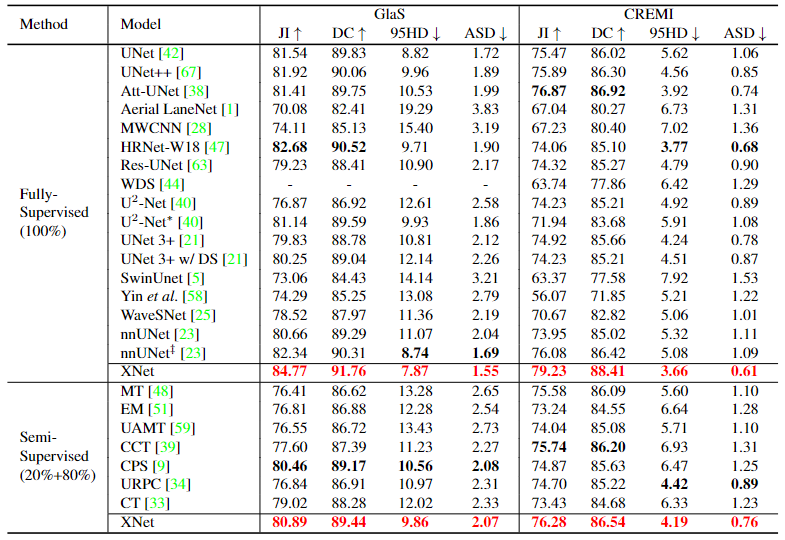 Method Model GlaS CREMI
JI ↑ DC ↑ 95HD ↓ ASD ↓ JI ↑ DC ↑ 95HD ↓ ASD ↓
Fully-Supervised (100%)
UNet [42] 81.54 89.83 8.82 1.72 75.47 86.02 5.62 1.06
UNet++ [67] 81.92 90.06 9.96 1.89 75.89 86.30 4.56 0.85
Att-UNet [38] 81.41 89.75 10.53 1.99 76.87 86.92 3.92 0.74
Aerial LaneNet [1] 70.08 82.41 19.29 3.83 67.04 80.27 6.73 1.31
MWCNN [28] 74.11 85.13 15.40 3.19 67.23 80.40 7.02 1.36
HRNet-W18 [47] 82.68 90.52 9.71 1.90 74.06 85.10 3.77 0.68
Res-UNet [63] 79.23 88.41 10.90 2.17 74.32 85.27 4.79 0.90
WDS [44] - - - - 63.74 77.86 6.42 1.29
U²-Net [40] 76.87 86.92 12.61 2.58 74.23 85.21 4.92 0.89
U²-Net* [40] 81.14 89.59 9.93 1.86 71.94 83.68 5.91 1.08
UNet 3+ [21] 79.83 88.78 10.81 2.12 74.92 85.66 4.24 0.78
UNet 3+ w/ DS [21] 80.25 89.04 12.14 2.26 74.23 85.21 4.51 0.87
SwinUnet [5] 73.06 84.43 14.14 3.21 63.37 77.58 7.92 1.53
Yin et al. [58] 74.29 85.25 13.08 2.79 56.07 71.85 5.21 1.22
WaveSNet [25] 78.52 87.97 11.36 2.19 70.67 82.82 5.06 1.01
nnUNet [23] 80.66 89.29 11.07 2.04 73.95 85.02 5.32 1.11
nnUNet‡ [23] 82.34 90.31 8.74 1.69 76.08 86.42 5.08 1.09
XNet 84.77 91.76 7.87 1.55 79.23 88.41 3.66 0.61
Semi-Supervised (20%+80%)
MT [48] 76.41 86.62 13.28 2.65 75.58 86.09 5.60 1.10
EM [51] 76.81 86.88 12.28 2.54 73.24 84.55 6.64 1.28
UAMT [59] 76.55 86.72 13.43 2.73 74.04 85.08 5.71 1.10
CCT [39] 77.60 87.39 11.23 2.27 75.74 86.20 6.93 1.31
CPS [9] 80.46 89.17 10.56 2.08 74.87 85.63 6.47 1.25
URPC [34] 76.84 86.91 10.97 2.31 74.70 85.22 4.42 0.89
CT [33] 79.02 88.28 12.02 2.33 73.43 84.68 6.33 1.23
XNet 80.89 89.44 9.86 2.07 76.28 86.54 4.19 0.76